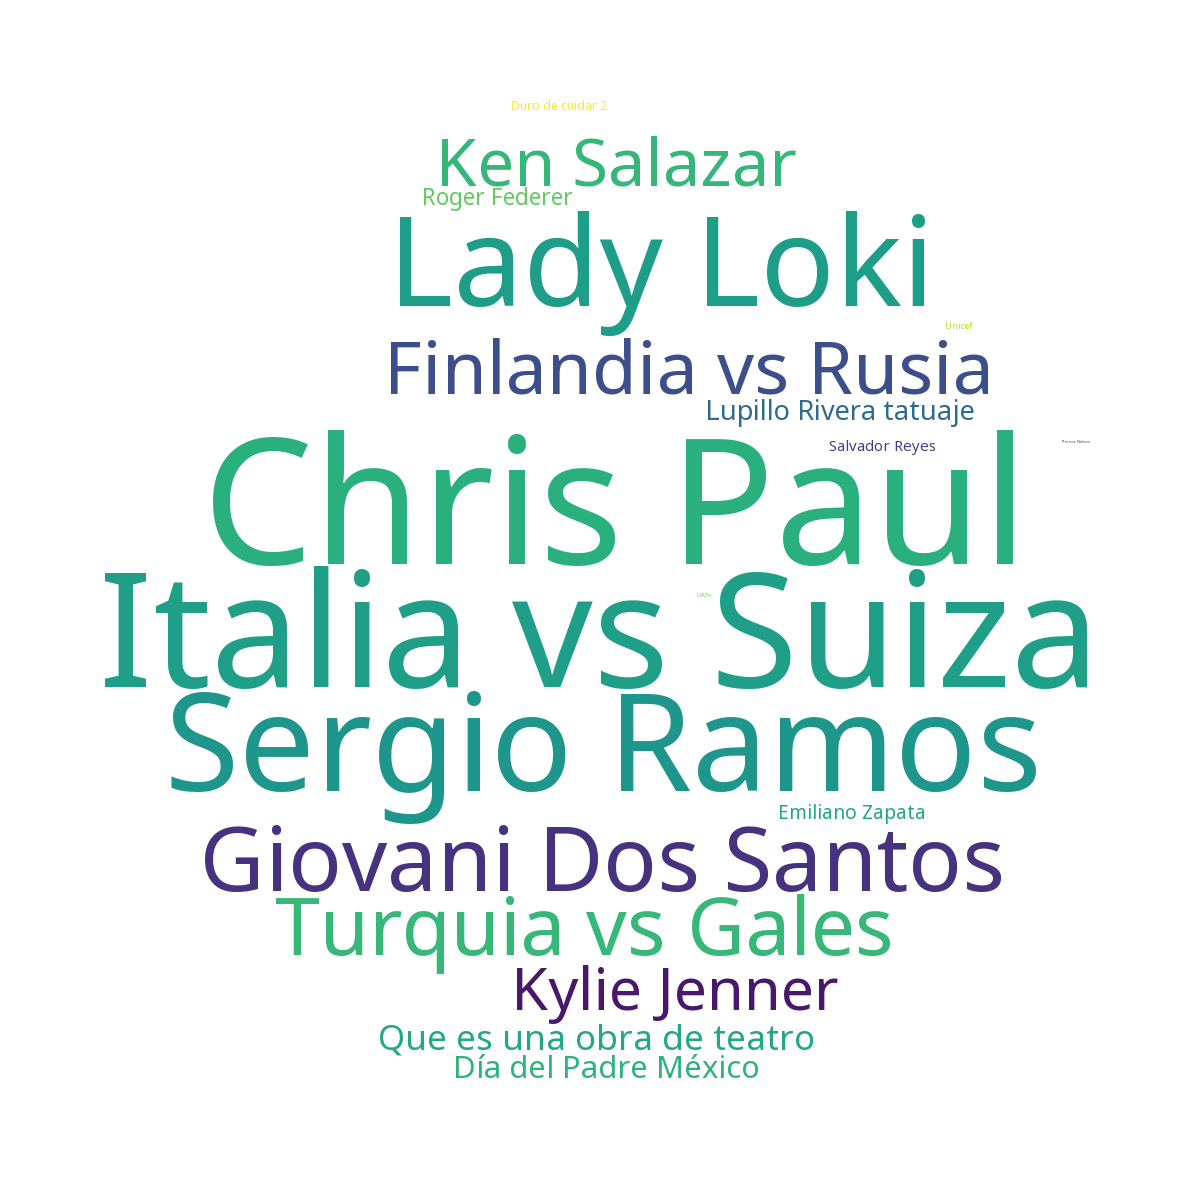 Duro de cuidar 2
Ken Salazar
Roger Federer
Lady Loki
Unicef
Finlandia vs Rusia
Lupillo Rivera tatuaje
Salvador Reyes
Chris Paul
Italia vs Suiza
UATx
Sergio Ramos
Emiliano Zapata
Giovani Dos Santos
Turquia vs Gales
Kylie Jenner
Que es una obra de teatro
Día del Padre México